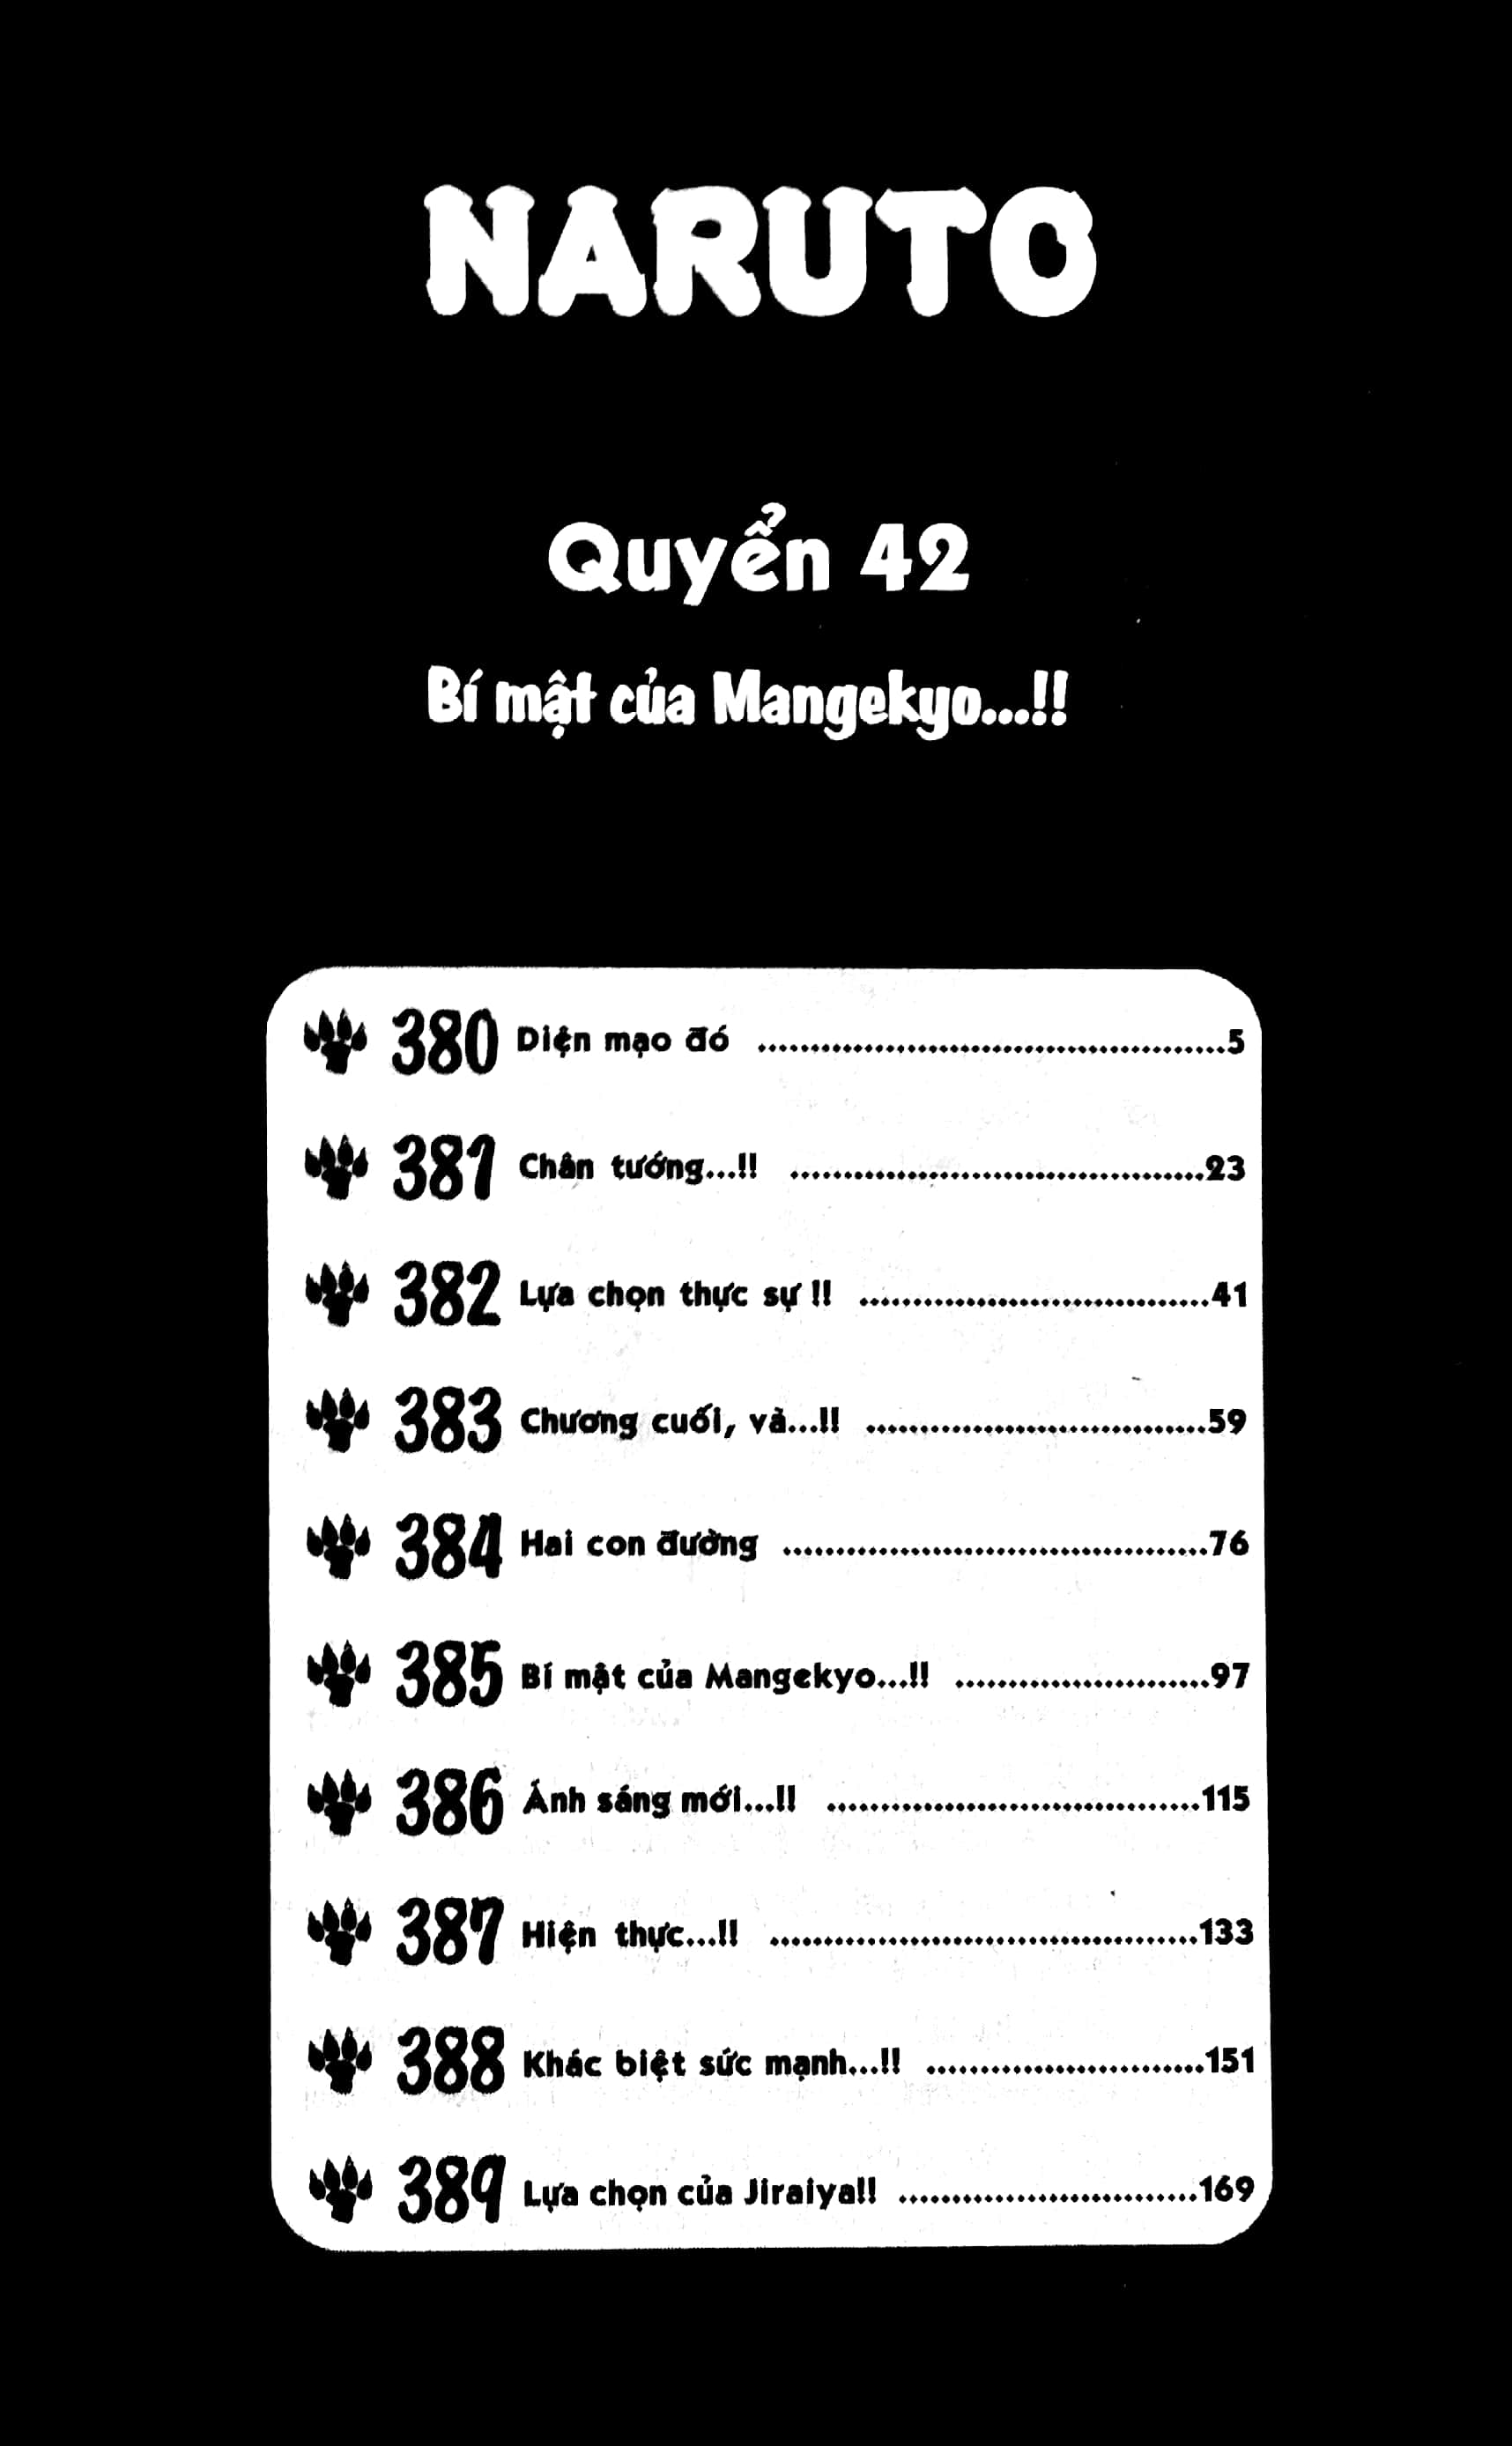 NARUTO
Quyển 42
Bí mật của Mangekyo...!!
380 Diện mạo đó ..........5
381 Chân tướng...!! ..........23
382 Lựa chọn thực sự !! ..........41
383 Chương cuối, và...!! ..........59
384 Hai con đường ..........76
385 Bí mật của Mangekyo...!! ..........97
386 Ánh sáng mới...!! ..........115
387 Hiện thực...!! ..........133
388 Khác biệt sức mạnh...!! ..........151
389 Lựa chọn của Jiraiya!! ..........169